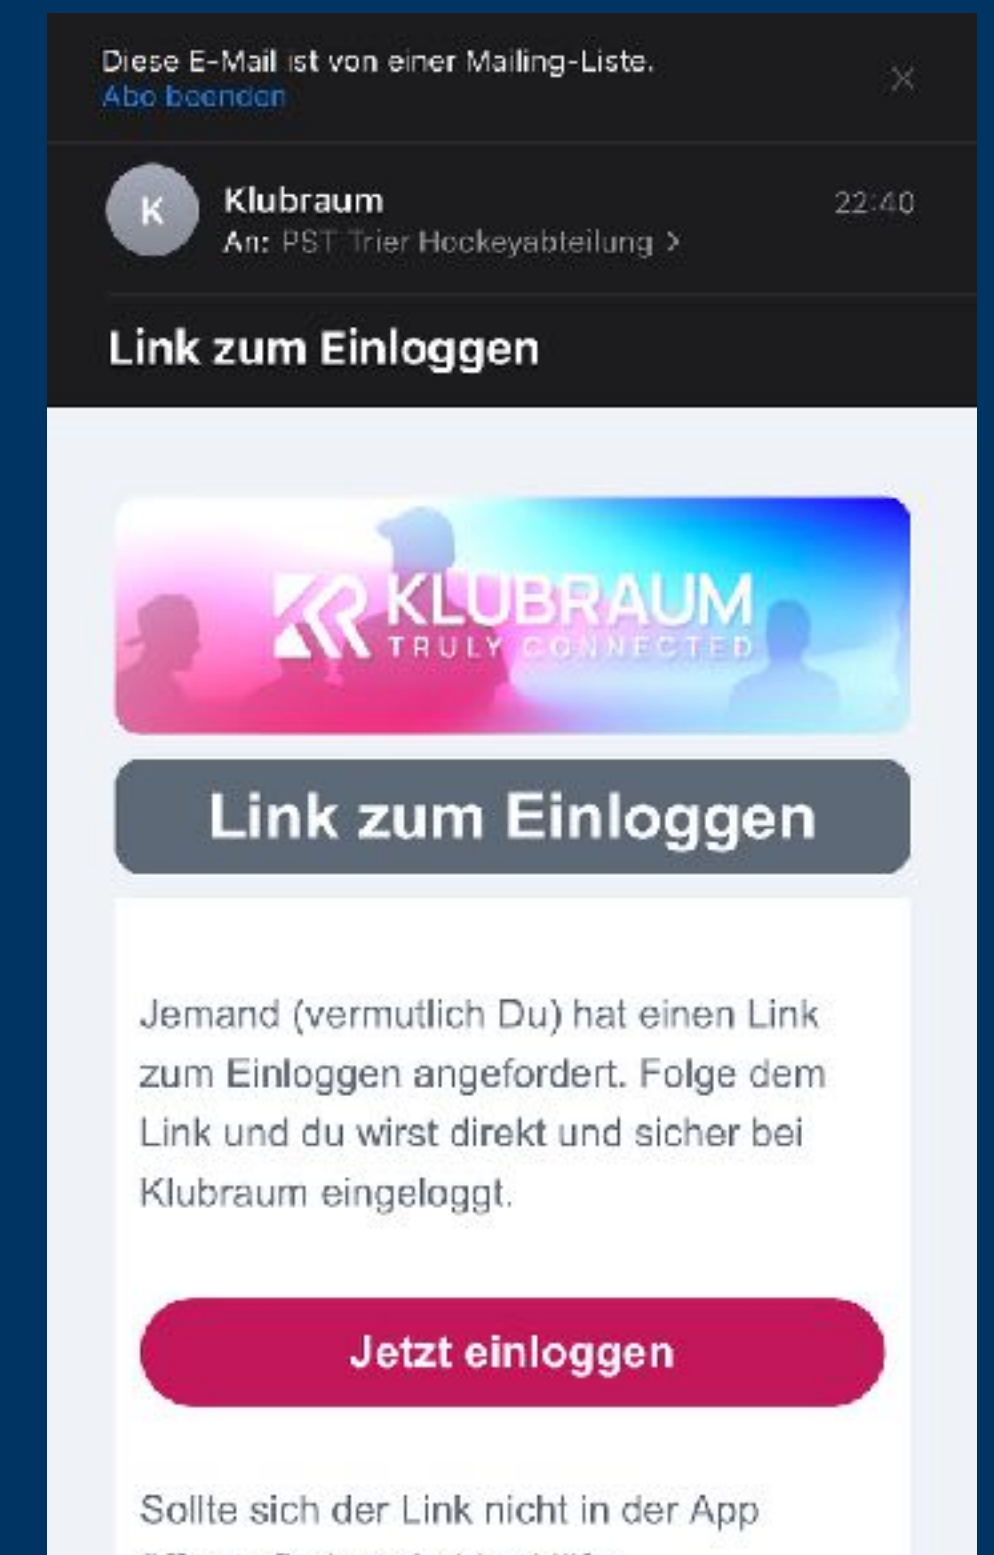 Diese E-Mail ist von einer Mailing-Liste.
Abo beenden
K
Klubraum
22:40
An: PST Trier Hockeyabteilung >
Link zum Einloggen
KR KLUBRAUM
TRULY CONNECTED
Link zum Einloggen
Jemand (vermutlich Du) hat einen Link
zum Einloggen angefordert. Folge dem
Link und du wirst direkt und sicher bei
Klubraum eingeloggt.
Jetzt einloggen
Sollte sich der Link nicht in der App